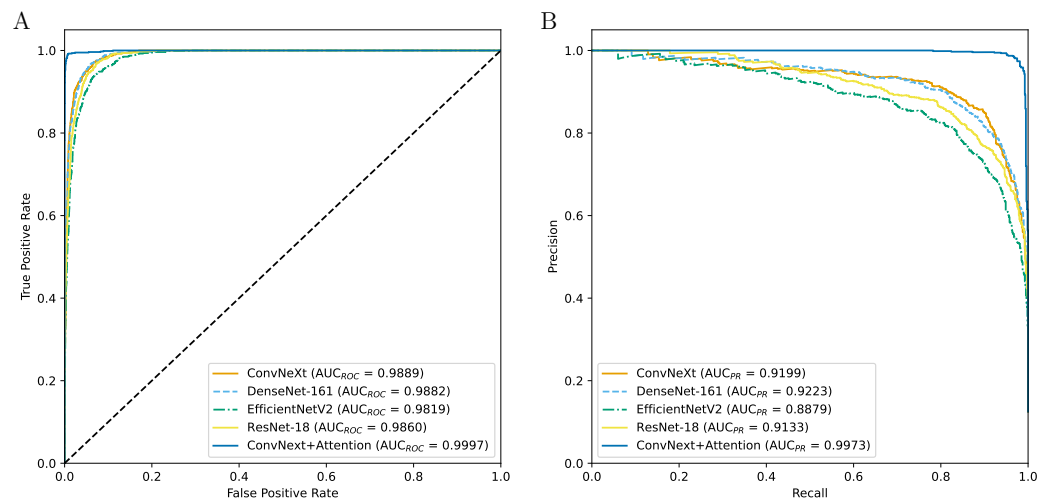 A
1.0
0.8
0.6
0.4
0.2
0.0
True Positive Rate
0.0
0.2
0.4
0.6
0.8
1.0
False Positive Rate
ConvNeXt (AUC_ROC = 0.9889)
DenseNet-161 (AUC_ROC = 0.9882)
EfficientNetV2 (AUC_ROC = 0.9819)
ResNet-18 (AUC_ROC = 0.9860)
ConvNext+Attention (AUC_ROC = 0.9997)
B
1.0
0.8
0.6
0.4
0.2
0.0
Precision
0.0
0.2
0.4
0.6
0.8
1.0
Recall
ConvNeXt (AUC_PR = 0.9199)
DenseNet-161 (AUC_PR = 0.9223)
EfficientNetV2 (AUC_PR = 0.8879)
ResNet-18 (AUC_PR = 0.9133)
ConvNext+Attention (AUC_PR = 0.9973)